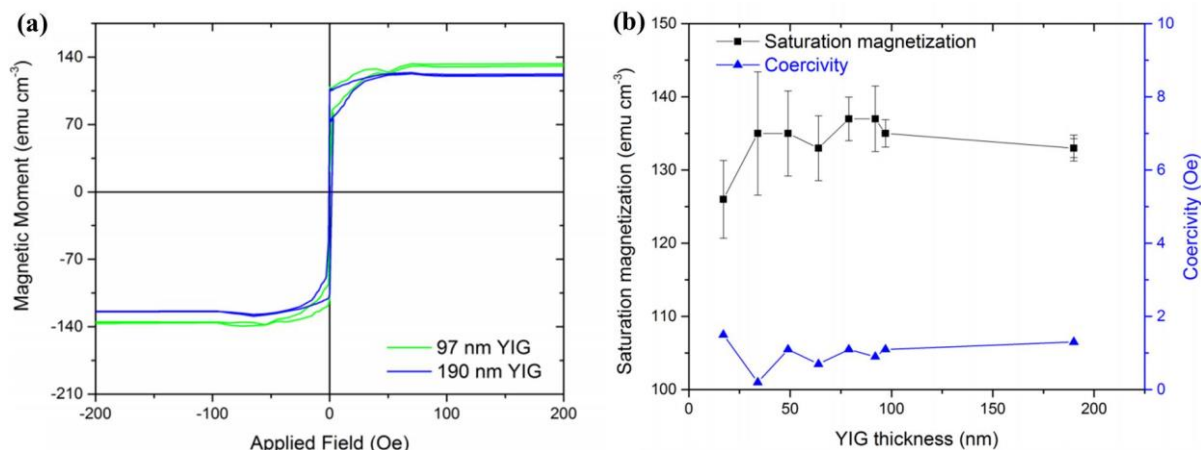 (a)
Magnetic Moment (emu cm-3)
140
70
0
-70
-140
-210
-200
-100
0
100
200
Applied Field (Oe)
97 nm YIG
190 nm YIG
(b)
Saturation magnetization (emu cm-3)
150
140
130
120
110
100
0
50
100
150
200
YIG thickness (nm)
Saturation magnetization
Coercivity
10
8
6
4
2
0
Coercivity (Oe)